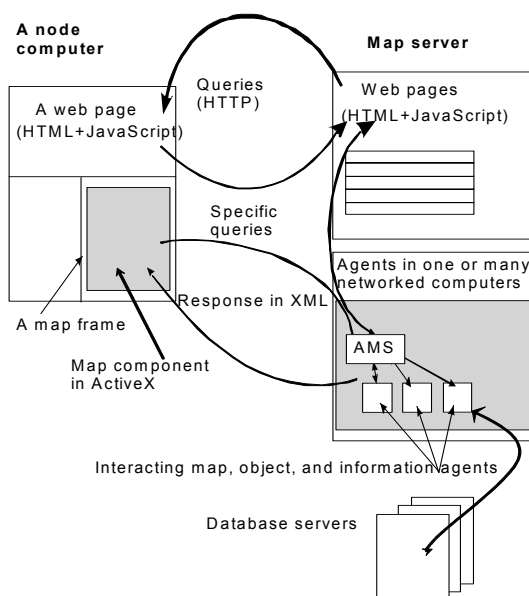 A node
computer
Map server
Queries
(HTTP)
A web page
(HTML+JavaScript)
Web pages
(HTML+JavaScript)
Specific
queries
Agents in one or many
networked computers
Response in XML
A map frame
AMS
Map component
in ActiveX
Interacting map, object, and information agents
Database servers